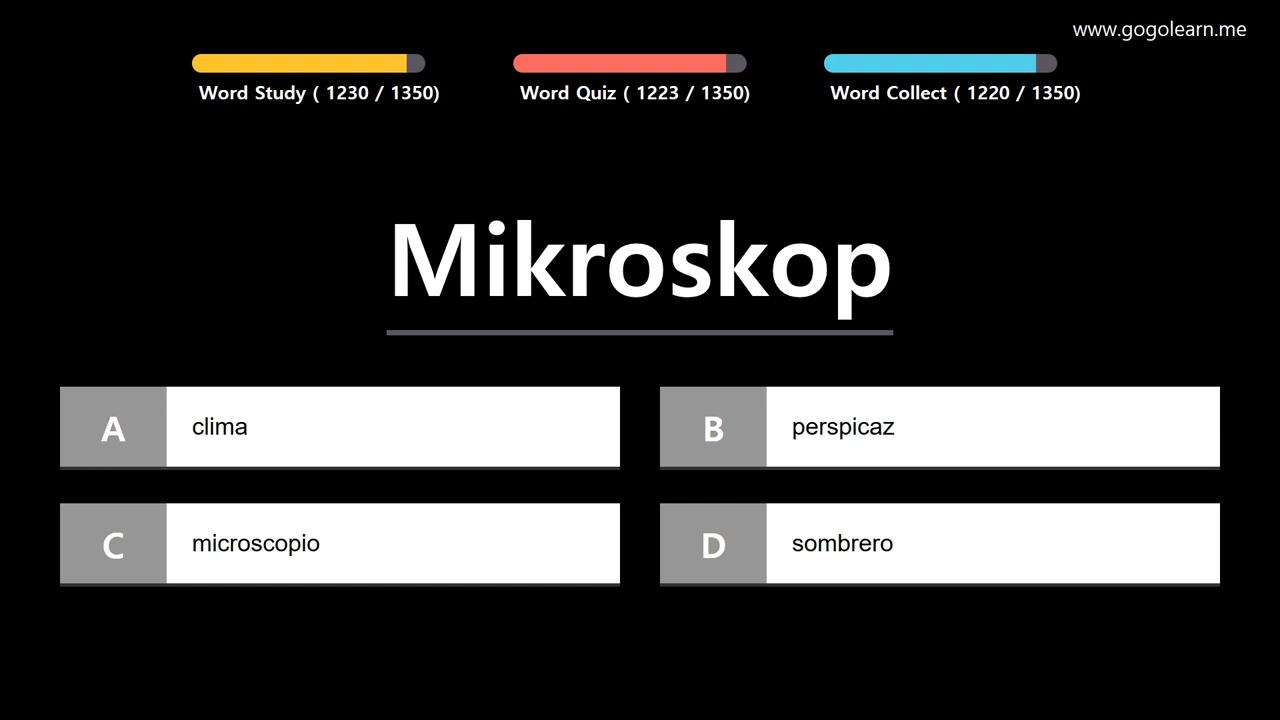 www.gogolearn.me
Word Study ( 1230 / 1350)
Word Quiz ( 1223 / 1350)
Word Collect ( 1220 / 1350)
Mikroskop
A clima
B perspicaz
C microscopio
D sombrero